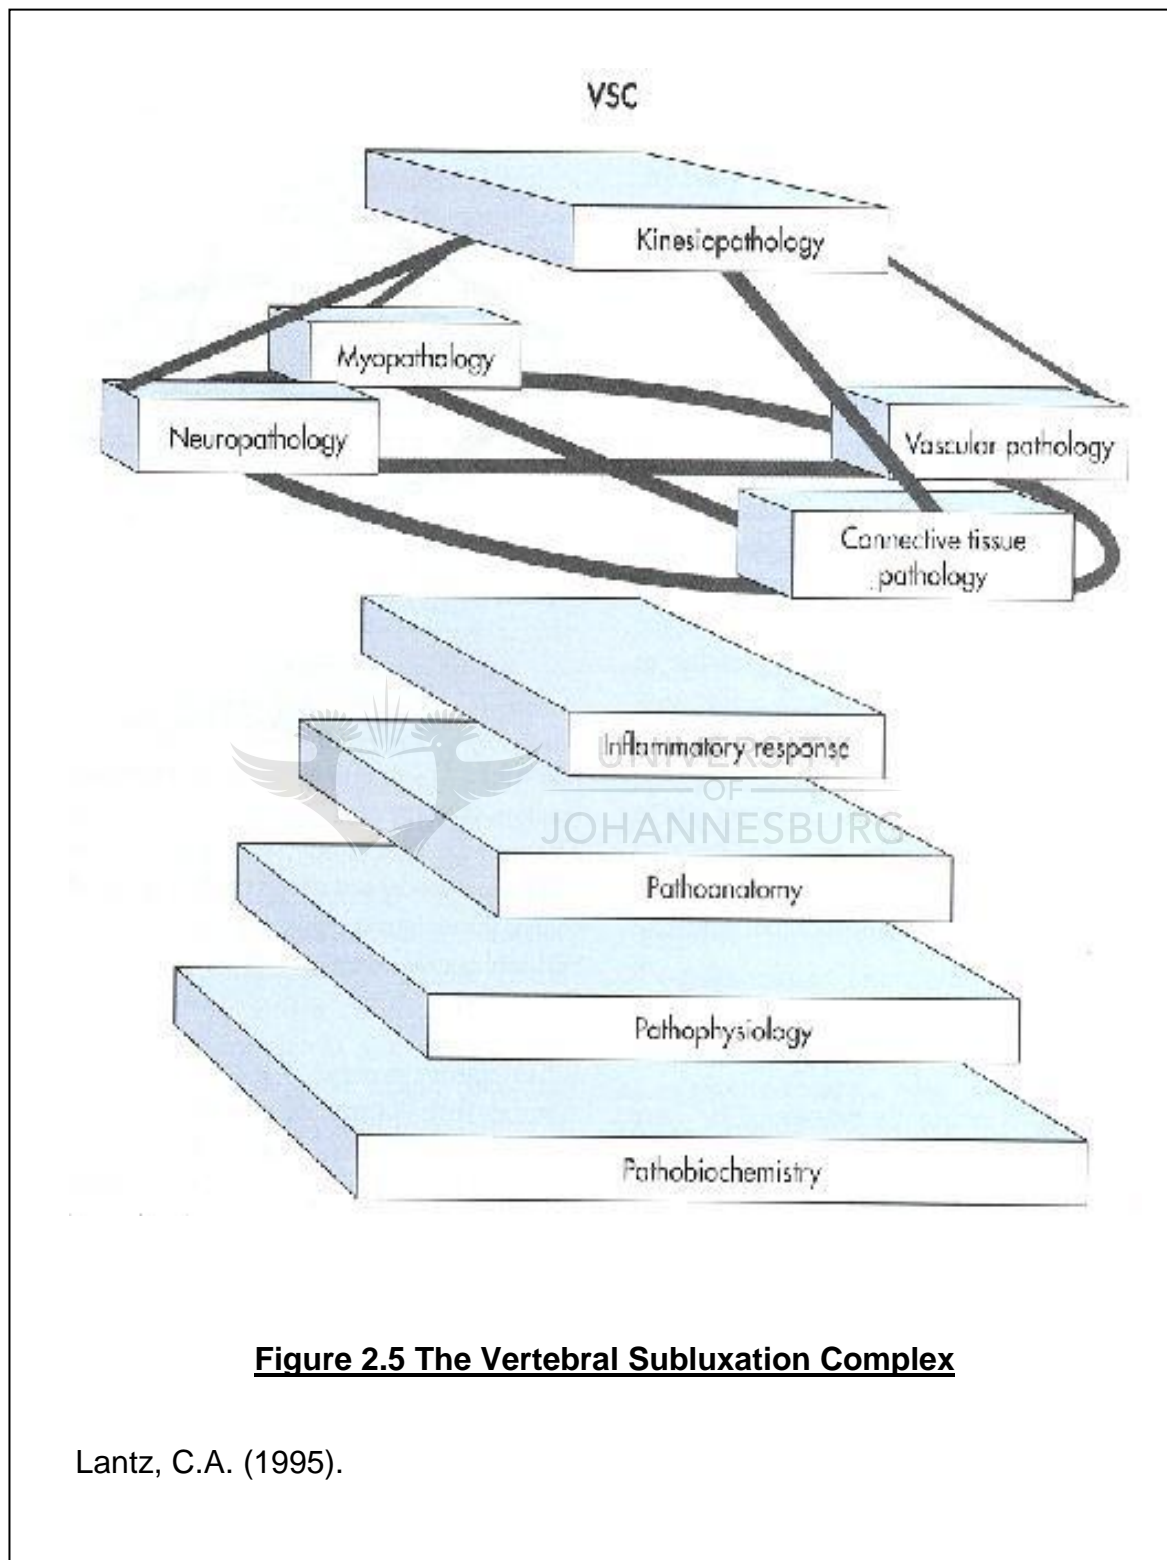 VSC
Kinesiopathology
Myopathology
Neuropathology
Vascular pathology
Connective tissue
pathology
Inflammatory response
UNIVERSITY
OF
JOHANNESBURG
Pathoanatomy
Pathophysiology
Pathobiochemistry
Figure 2.5 The Vertebral Subluxation Complex
Lantz, C.A. (1995).